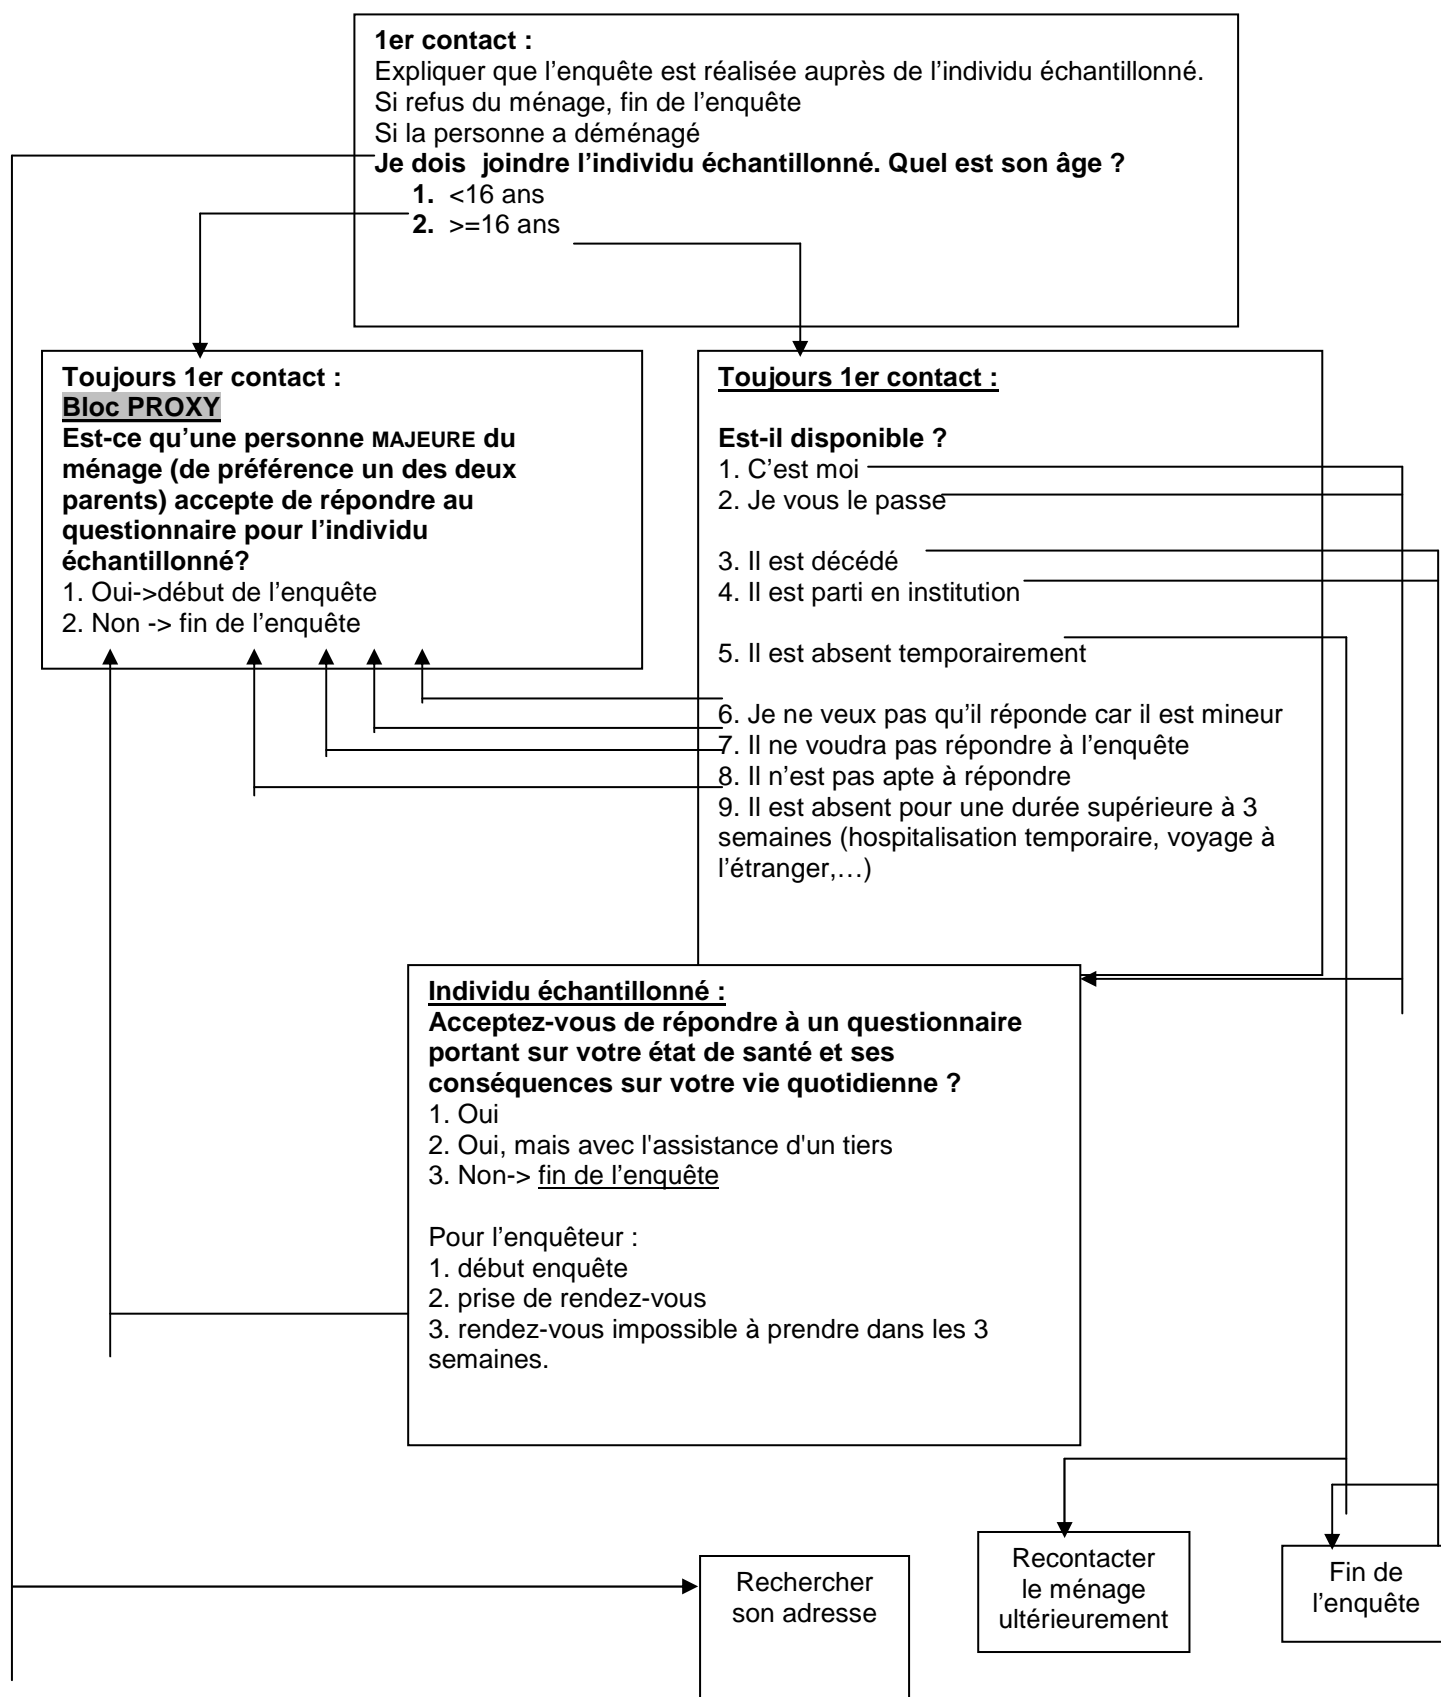 1er contact :
Expliquer que l’enquête est réalisée auprès de l’individu échantillonné.
Si refus du ménage, fin de l’enquête
Si la personne a déménagé
Je dois  joindre l’individu échantillonné. Quel est son âge ?
1.  <16 ans
2.  >=16 ans
Toujours 1er contact :
Bloc PROXY
Est-ce qu’une personne MAJEURE du
ménage (de préférence un des deux
parents) accepte de répondre au
questionnaire pour l’individu
échantillonné?
1. Oui->début de l’enquête
2. Non -> fin de l’enquête
Toujours 1er contact :
Est-il disponible ?
1. C’est moi
2. Je vous le passe
3. Il est décédé
4. Il est parti en institution
5. Il est absent temporairement
6. Je ne veux pas qu’il réponde car il est mineur
7. Il ne voudra pas répondre à l’enquête
8. Il n’est pas apte à répondre
9. Il est absent pour une durée supérieure à 3
semaines (hospitalisation temporaire, voyage à
l’étranger,…)
Individu échantillonné :
Acceptez-vous de répondre à un questionnaire
portant sur votre état de santé et ses
conséquences sur votre vie quotidienne ?
1. Oui
2. Oui, mais avec l'assistance d'un tiers
3. Non-> fin de l’enquête
Pour l’enquêteur :
1. début enquête
2. prise de rendez-vous
3. rendez-vous impossible à prendre dans les 3
semaines.
Rechercher
son adresse
Recontacter
le ménage
ultérieurement
Fin de
l’enquête